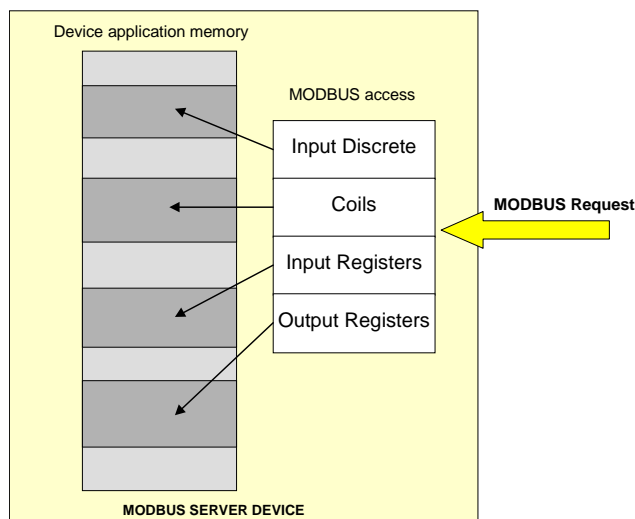 Device application memory
MODBUS access
Input Discrete
Coils
MODBUS Request
Input Registers
Output Registers
MODBUS SERVER DEVICE